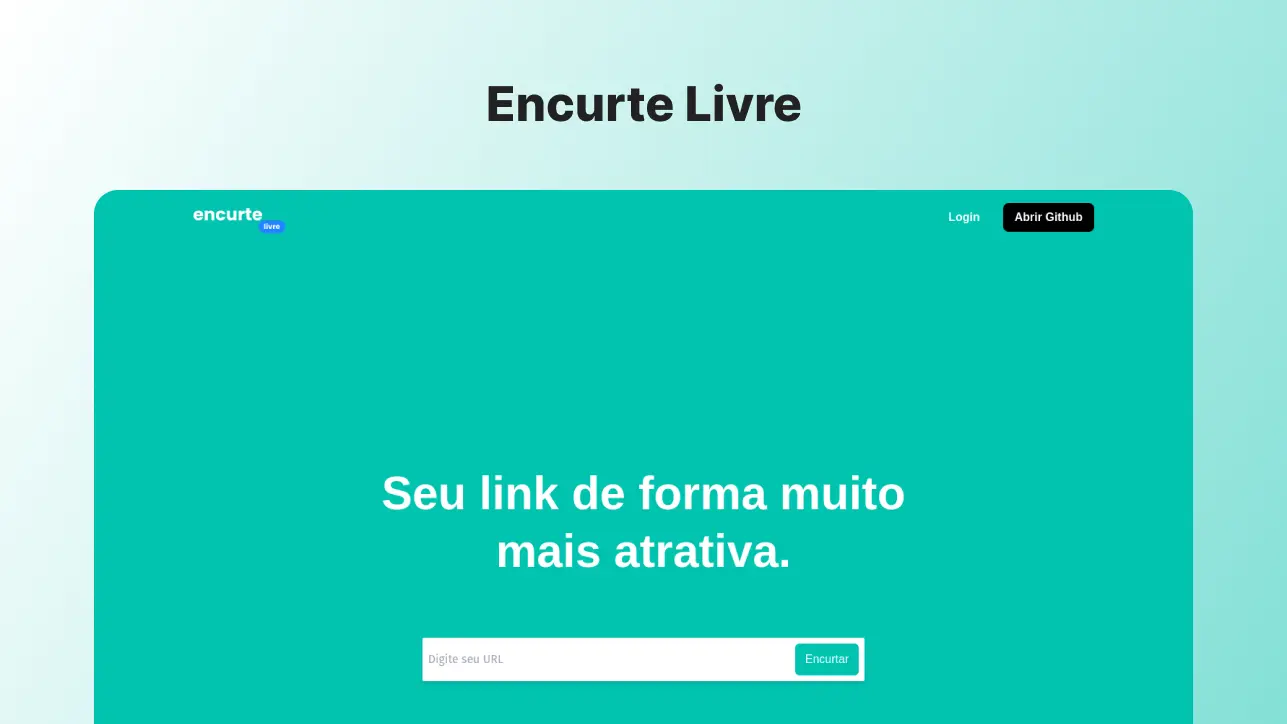 Encurte Livre
encurte
livre
Login
Abrir Github
Seu link de forma muito
mais atrativa.
Digite seu URL
Encurtar